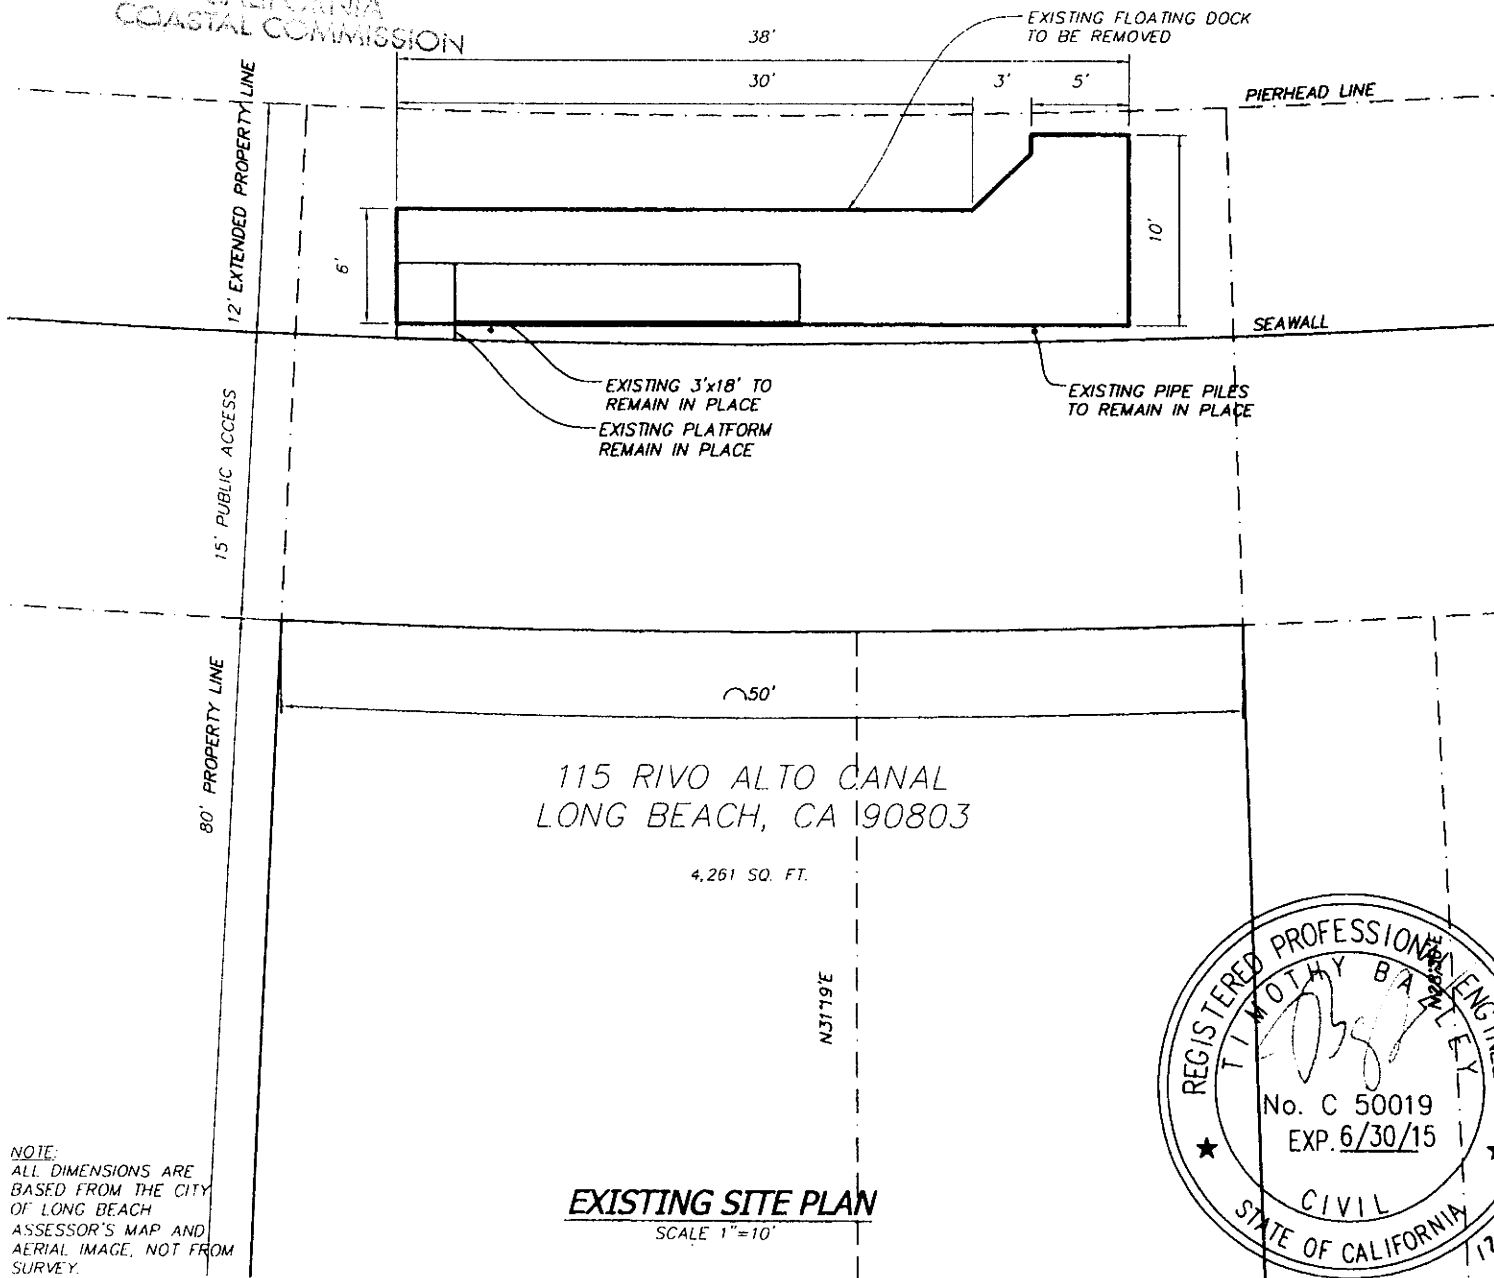 CALIFORNIA
COASTAL COMMISSION
EXISTING FLOATING DOCK
TO BE REMOVED
38'
30'
3'
5'
PIERHEAD LINE
12' EXTENDED PROPERTY LINE
6'
10'
SEAWALL
EXISTING 3'x18' TO
REMAIN IN PLACE
EXISTING PLATFORM
REMAIN IN PLACE
EXISTING PIPE PILES
TO REMAIN IN PLACE
15' PUBLIC ACCESS
80' PROPERTY LINE
50'
115 RIVO ALTO CANAL
LONG BEACH, CA 90803
4,261 SQ. FT.
N31°19'E
REGISTERED PROFESSIONAL
TIMOTHY BAZLEY
No. C 50019
EXP. 6/30/15
CIVIL
STATE OF CALIFORNIA
NOTE:
ALL DIMENSIONS ARE
BASED FROM THE CITY
OF LONG BEACH
ASSESSOR'S MAP AND
AERIAL IMAGE, NOT FROM
SURVEY.
EXISTING SITE PLAN
SCALE 1"=10'